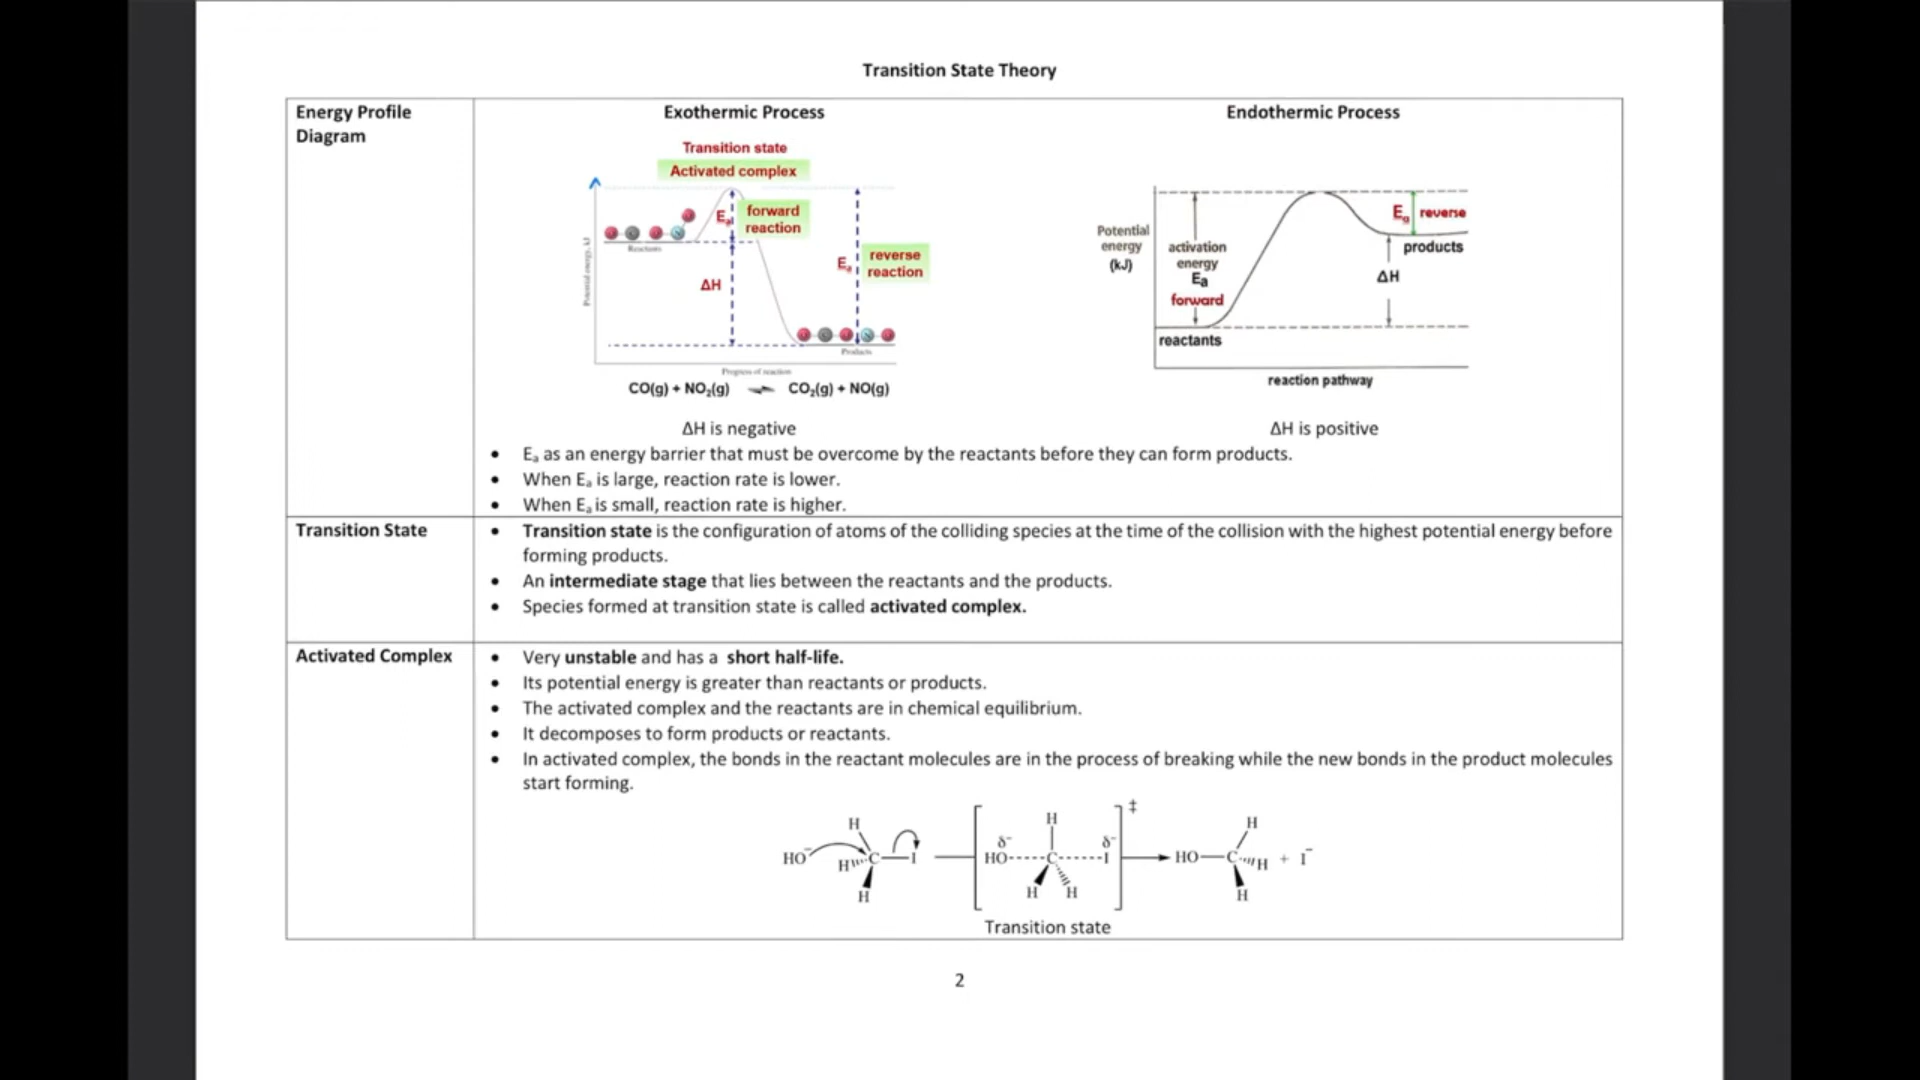 Transition State Theory
Energy Profile
Diagram
Exothermic Process
Transition state
Activated complex
Ea
forward
reaction
Reactants
Potential energy, kJ
ΔH
Ea
reverse
reaction
Products
Progress of reaction
CO(g) + NO2(g) ⇌ CO2(g) + NO(g)
ΔH is negative
Endothermic Process
Potential
energy
(kJ)
activation
energy
Ea
forward
reactants
Ea reverse
products
ΔH
reaction pathway
ΔH is positive
• Ea as an energy barrier that must be overcome by the reactants before they can form products.
• When Ea is large, reaction rate is lower.
• When Ea is small, reaction rate is higher.
Transition State
• Transition state is the configuration of atoms of the colliding species at the time of the collision with the highest potential energy before
forming products.
• An intermediate stage that lies between the reactants and the products.
• Species formed at transition state is called activated complex.
Activated Complex
• Very unstable and has a short half-life.
• Its potential energy is greater than reactants or products.
• The activated complex and the reactants are in chemical equilibrium.
• It decomposes to form products or reactants.
• In activated complex, the bonds in the reactant molecules are in the process of breaking while the new bonds in the product molecules
start forming.
H H ‡ H
δ- δ-
HO- H C I HO C I HO C H + I-
H H H H
Transition state
2